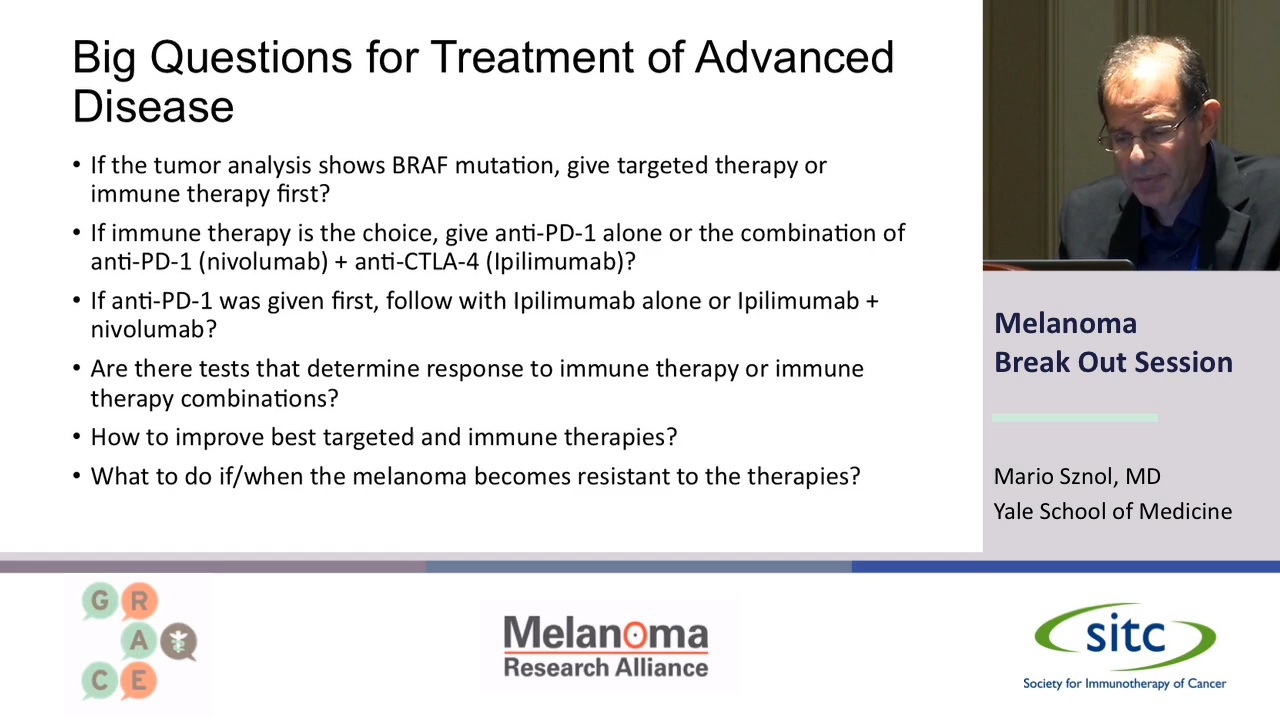 Big Questions for Treatment of Advanced
Disease
• If the tumor analysis shows BRAF mutation, give targeted therapy or
immune therapy first?
• If immune therapy is the choice, give anti-PD-1 alone or the combination of
anti-PD-1 (nivolumab) + anti-CTLA-4 (Ipilimumab)?
• If anti-PD-1 was given first, follow with Ipilimumab alone or Ipilimumab +
nivolumab?
• Are there tests that determine response to immune therapy or immune
therapy combinations?
• How to improve best targeted and immune therapies?
• What to do if/when the melanoma becomes resistant to the therapies?
Melanoma
Break Out Session
Mario Sznol, MD
Yale School of Medicine
G R
A
C E
Melanoma
Research Alliance
sitc
Society for Immunotherapy of Cancer